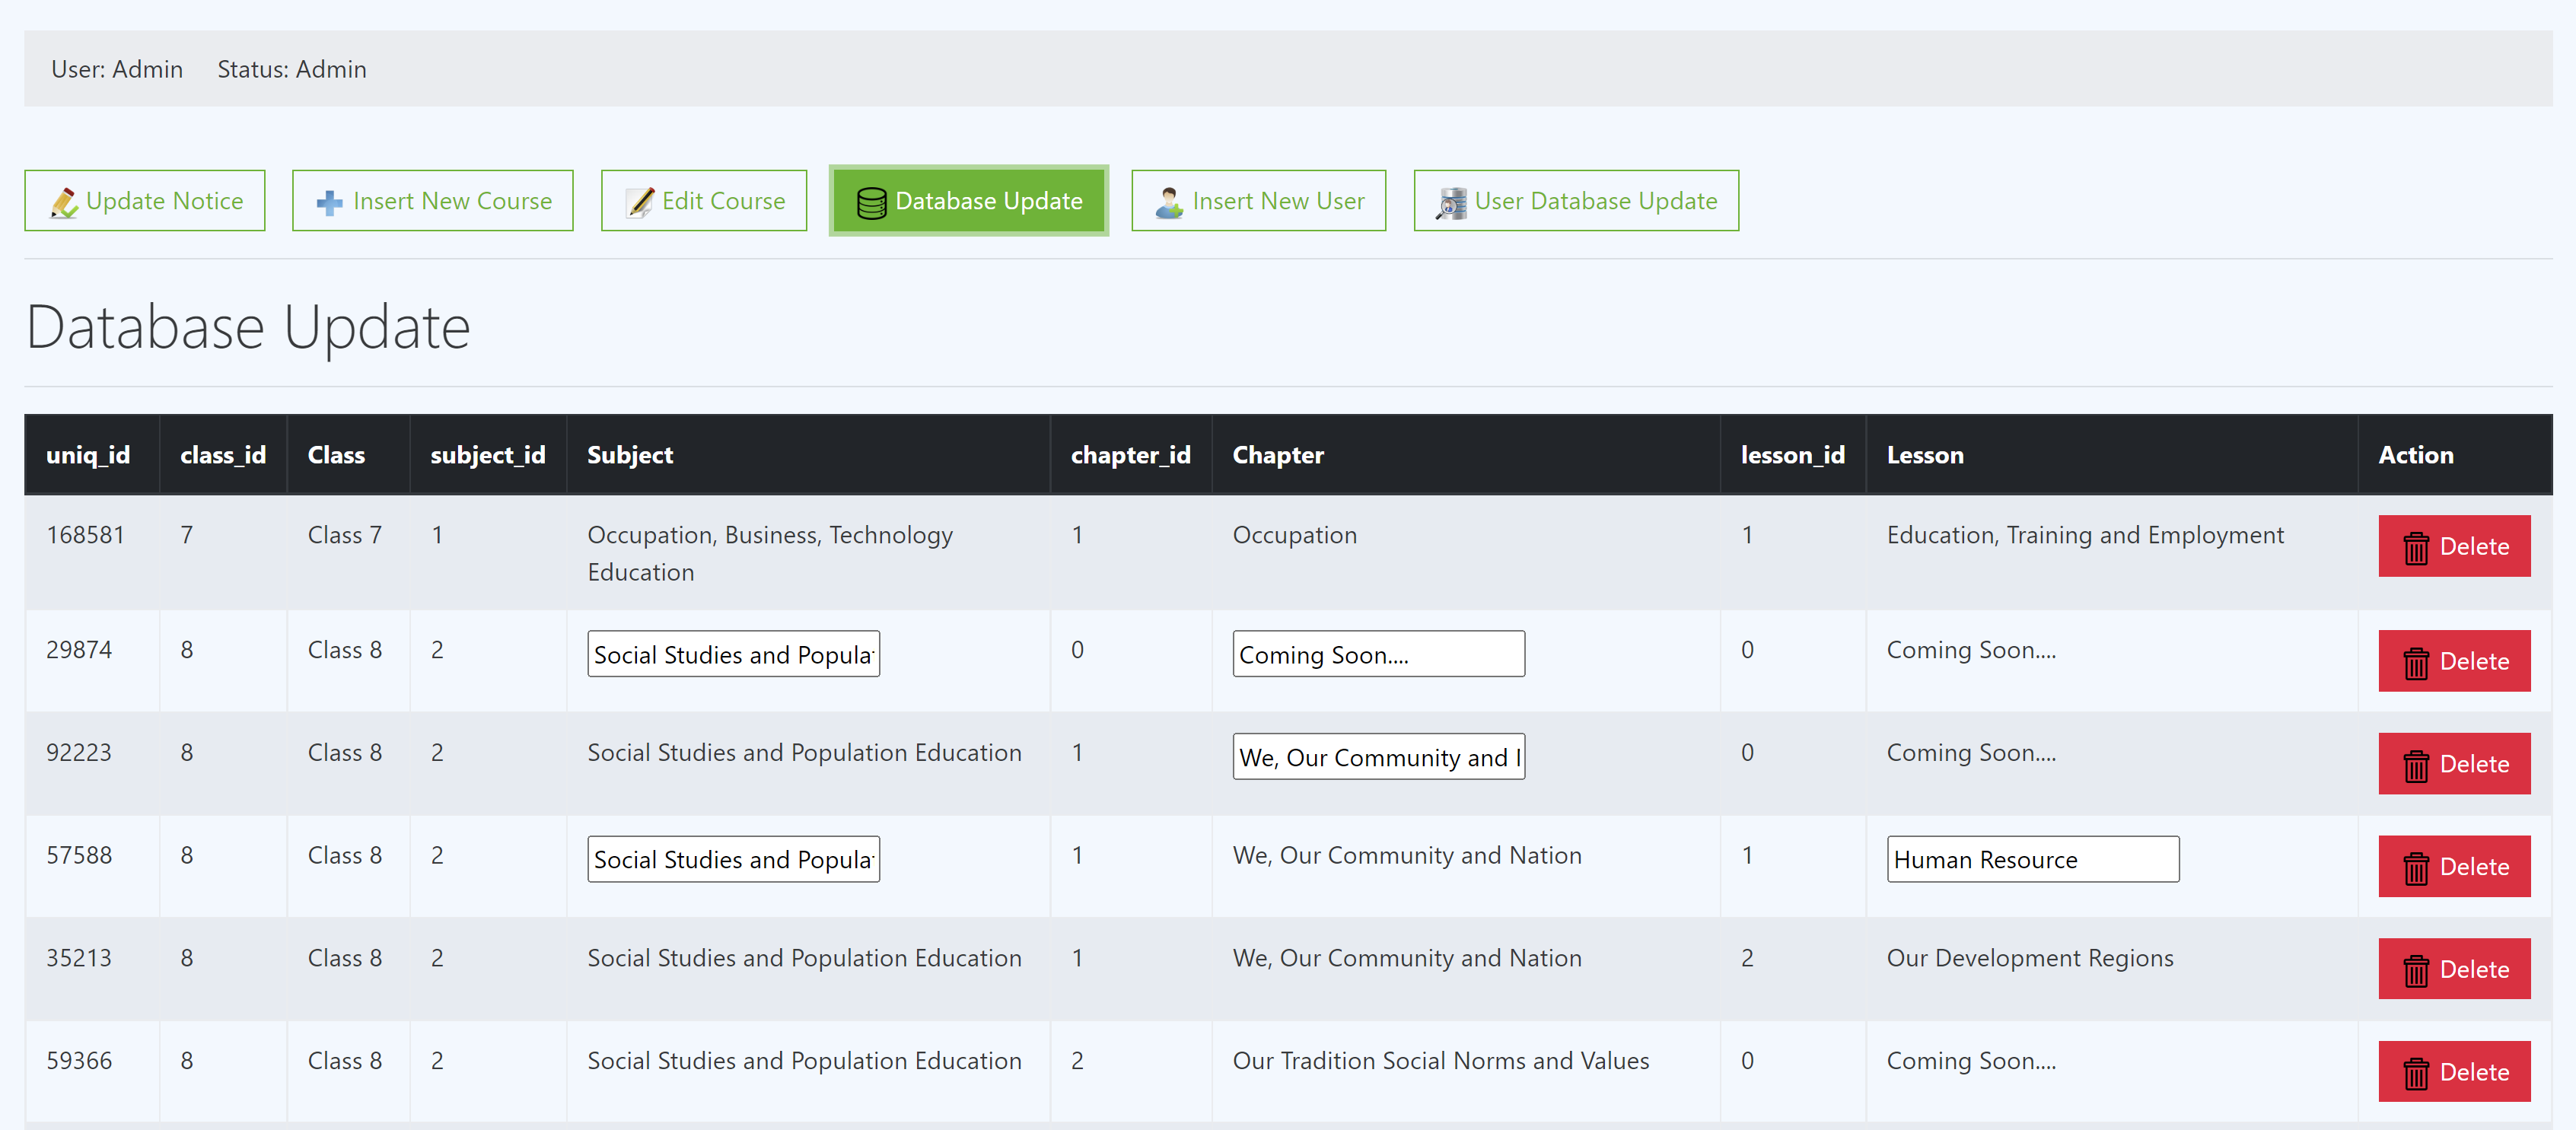 User: Admin Status: Admin
Update Notice Insert New Course Edit Course Database Update Insert New User User Database Update
Database Update
uniq_id class_id Class subject_id Subject chapter_id Chapter lesson_id Lesson Action
168581 7 Class 7 1 Occupation, Business, Technology Education 1 Occupation 1 Education, Training and Employment Delete
29874 8 Class 8 2 Social Studies and Popula 0 Coming Soon.... 0 Coming Soon.... Delete
92223 8 Class 8 2 Social Studies and Population Education 1 We, Our Community and 0 Coming Soon.... Delete
57588 8 Class 8 2 Social Studies and Popula 1 We, Our Community and Nation 1 Human Resource Delete
35213 8 Class 8 2 Social Studies and Population Education 1 We, Our Community and Nation 2 Our Development Regions Delete
59366 8 Class 8 2 Social Studies and Population Education 2 Our Tradition Social Norms and Values 0 Coming Soon.... Delete